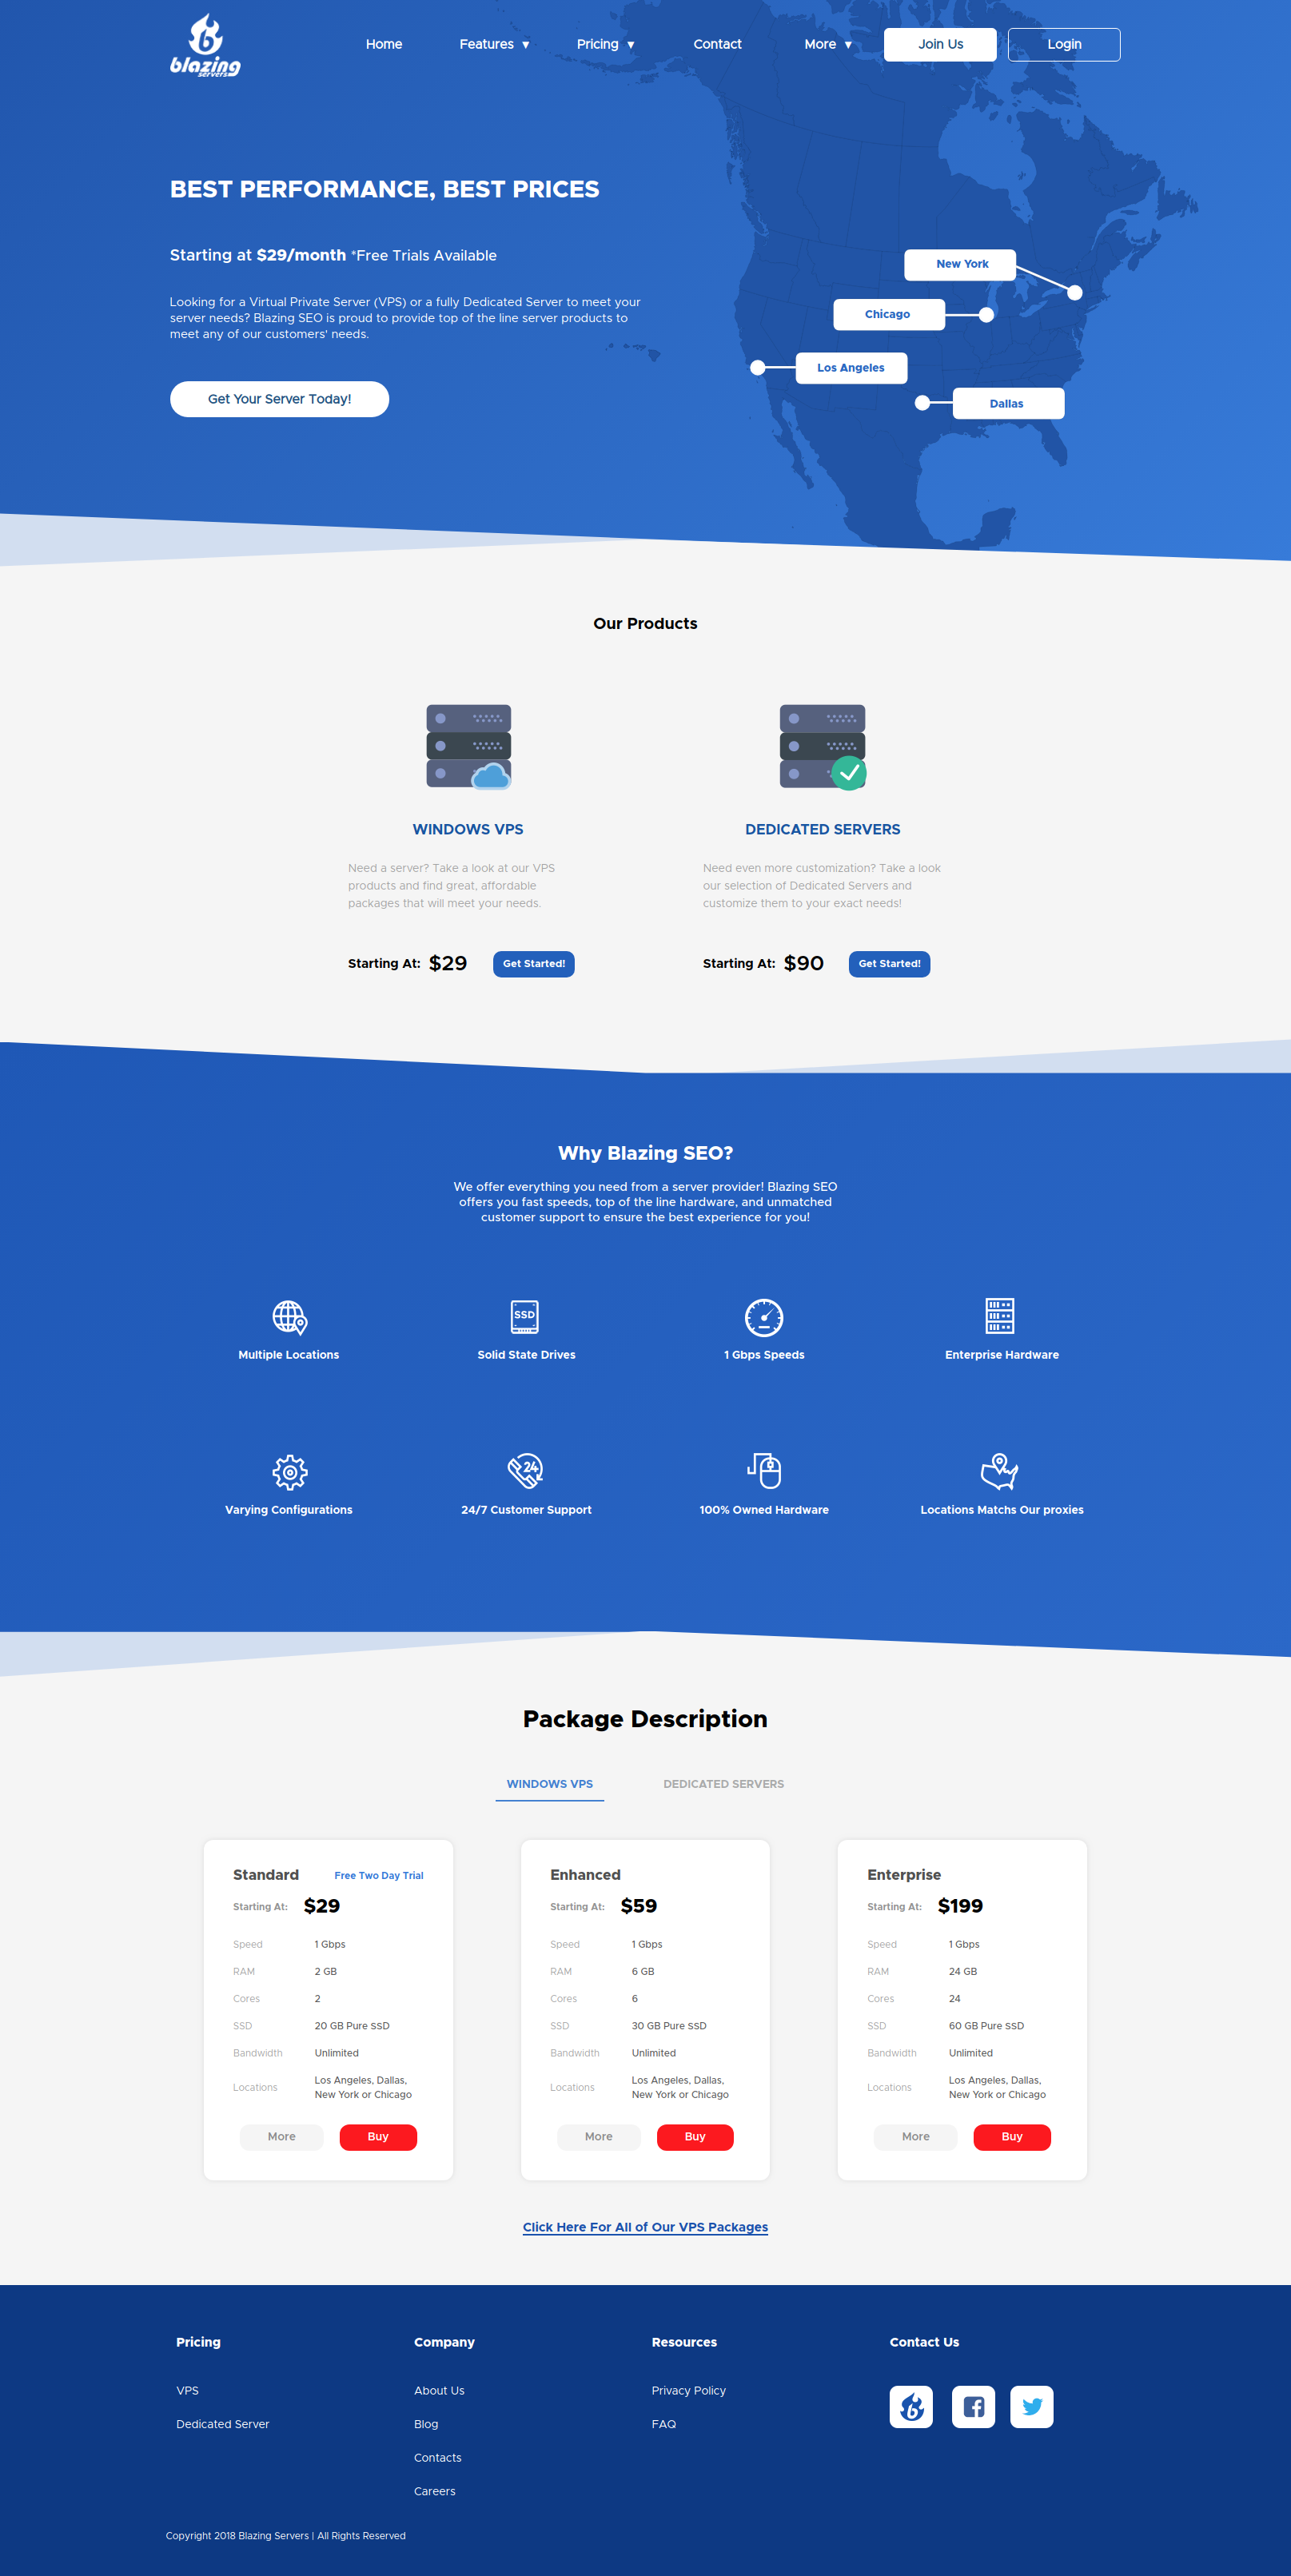 blazing
servers
Home
Features ▼
Pricing ▼
Contact
More ▼
Join Us
Login
BEST PERFORMANCE, BEST PRICES
Starting at $29/month *Free Trials Available
Looking for a Virtual Private Server (VPS) or a fully Dedicated Server to meet your
server needs? Blazing SEO is proud to provide top of the line server products to
meet any of our customers' needs.
Get Your Server Today!
New York
Chicago
Los Angeles
Dallas
Our Products
WINDOWS VPS
Need a server? Take a look at our VPS
products and find great, affordable
packages that will meet your needs.
Starting At: $29
Get Started!
DEDICATED SERVERS
Need even more customization? Take a look
our selection of Dedicated Servers and
customize them to your exact needs!
Starting At: $90
Get Started!
Why Blazing SEO?
We offer everything you need from a server provider! Blazing SEO
offers you fast speeds, top of the line hardware, and unmatched
customer support to ensure the best experience for you!
Multiple Locations
SSD
Solid State Drives
1 Gbps Speeds
Enterprise Hardware
Varying Configurations
24
24/7 Customer Support
100% Owned Hardware
Locations Matchs Our proxies
Package Description
WINDOWS VPS
DEDICATED SERVERS
Standard
Free Two Day Trial
Starting At: $29
Speed 1 Gbps
RAM 2 GB
Cores 2
SSD 20 GB Pure SSD
Bandwidth Unlimited
Locations Los Angeles, Dallas,
New York or Chicago
More
Buy
Enhanced
Starting At: $59
Speed 1 Gbps
RAM 6 GB
Cores 6
SSD 30 GB Pure SSD
Bandwidth Unlimited
Locations Los Angeles, Dallas,
New York or Chicago
More
Buy
Enterprise
Starting At: $199
Speed 1 Gbps
RAM 24 GB
Cores 24
SSD 60 GB Pure SSD
Bandwidth Unlimited
Locations Los Angeles, Dallas,
New York or Chicago
More
Buy
Click Here For All of Our VPS Packages
Pricing
VPS
Dedicated Server
Company
About Us
Blog
Contacts
Careers
Resources
Privacy Policy
FAQ
Contact Us
Copyright 2018 Blazing Servers | All Rights Reserved